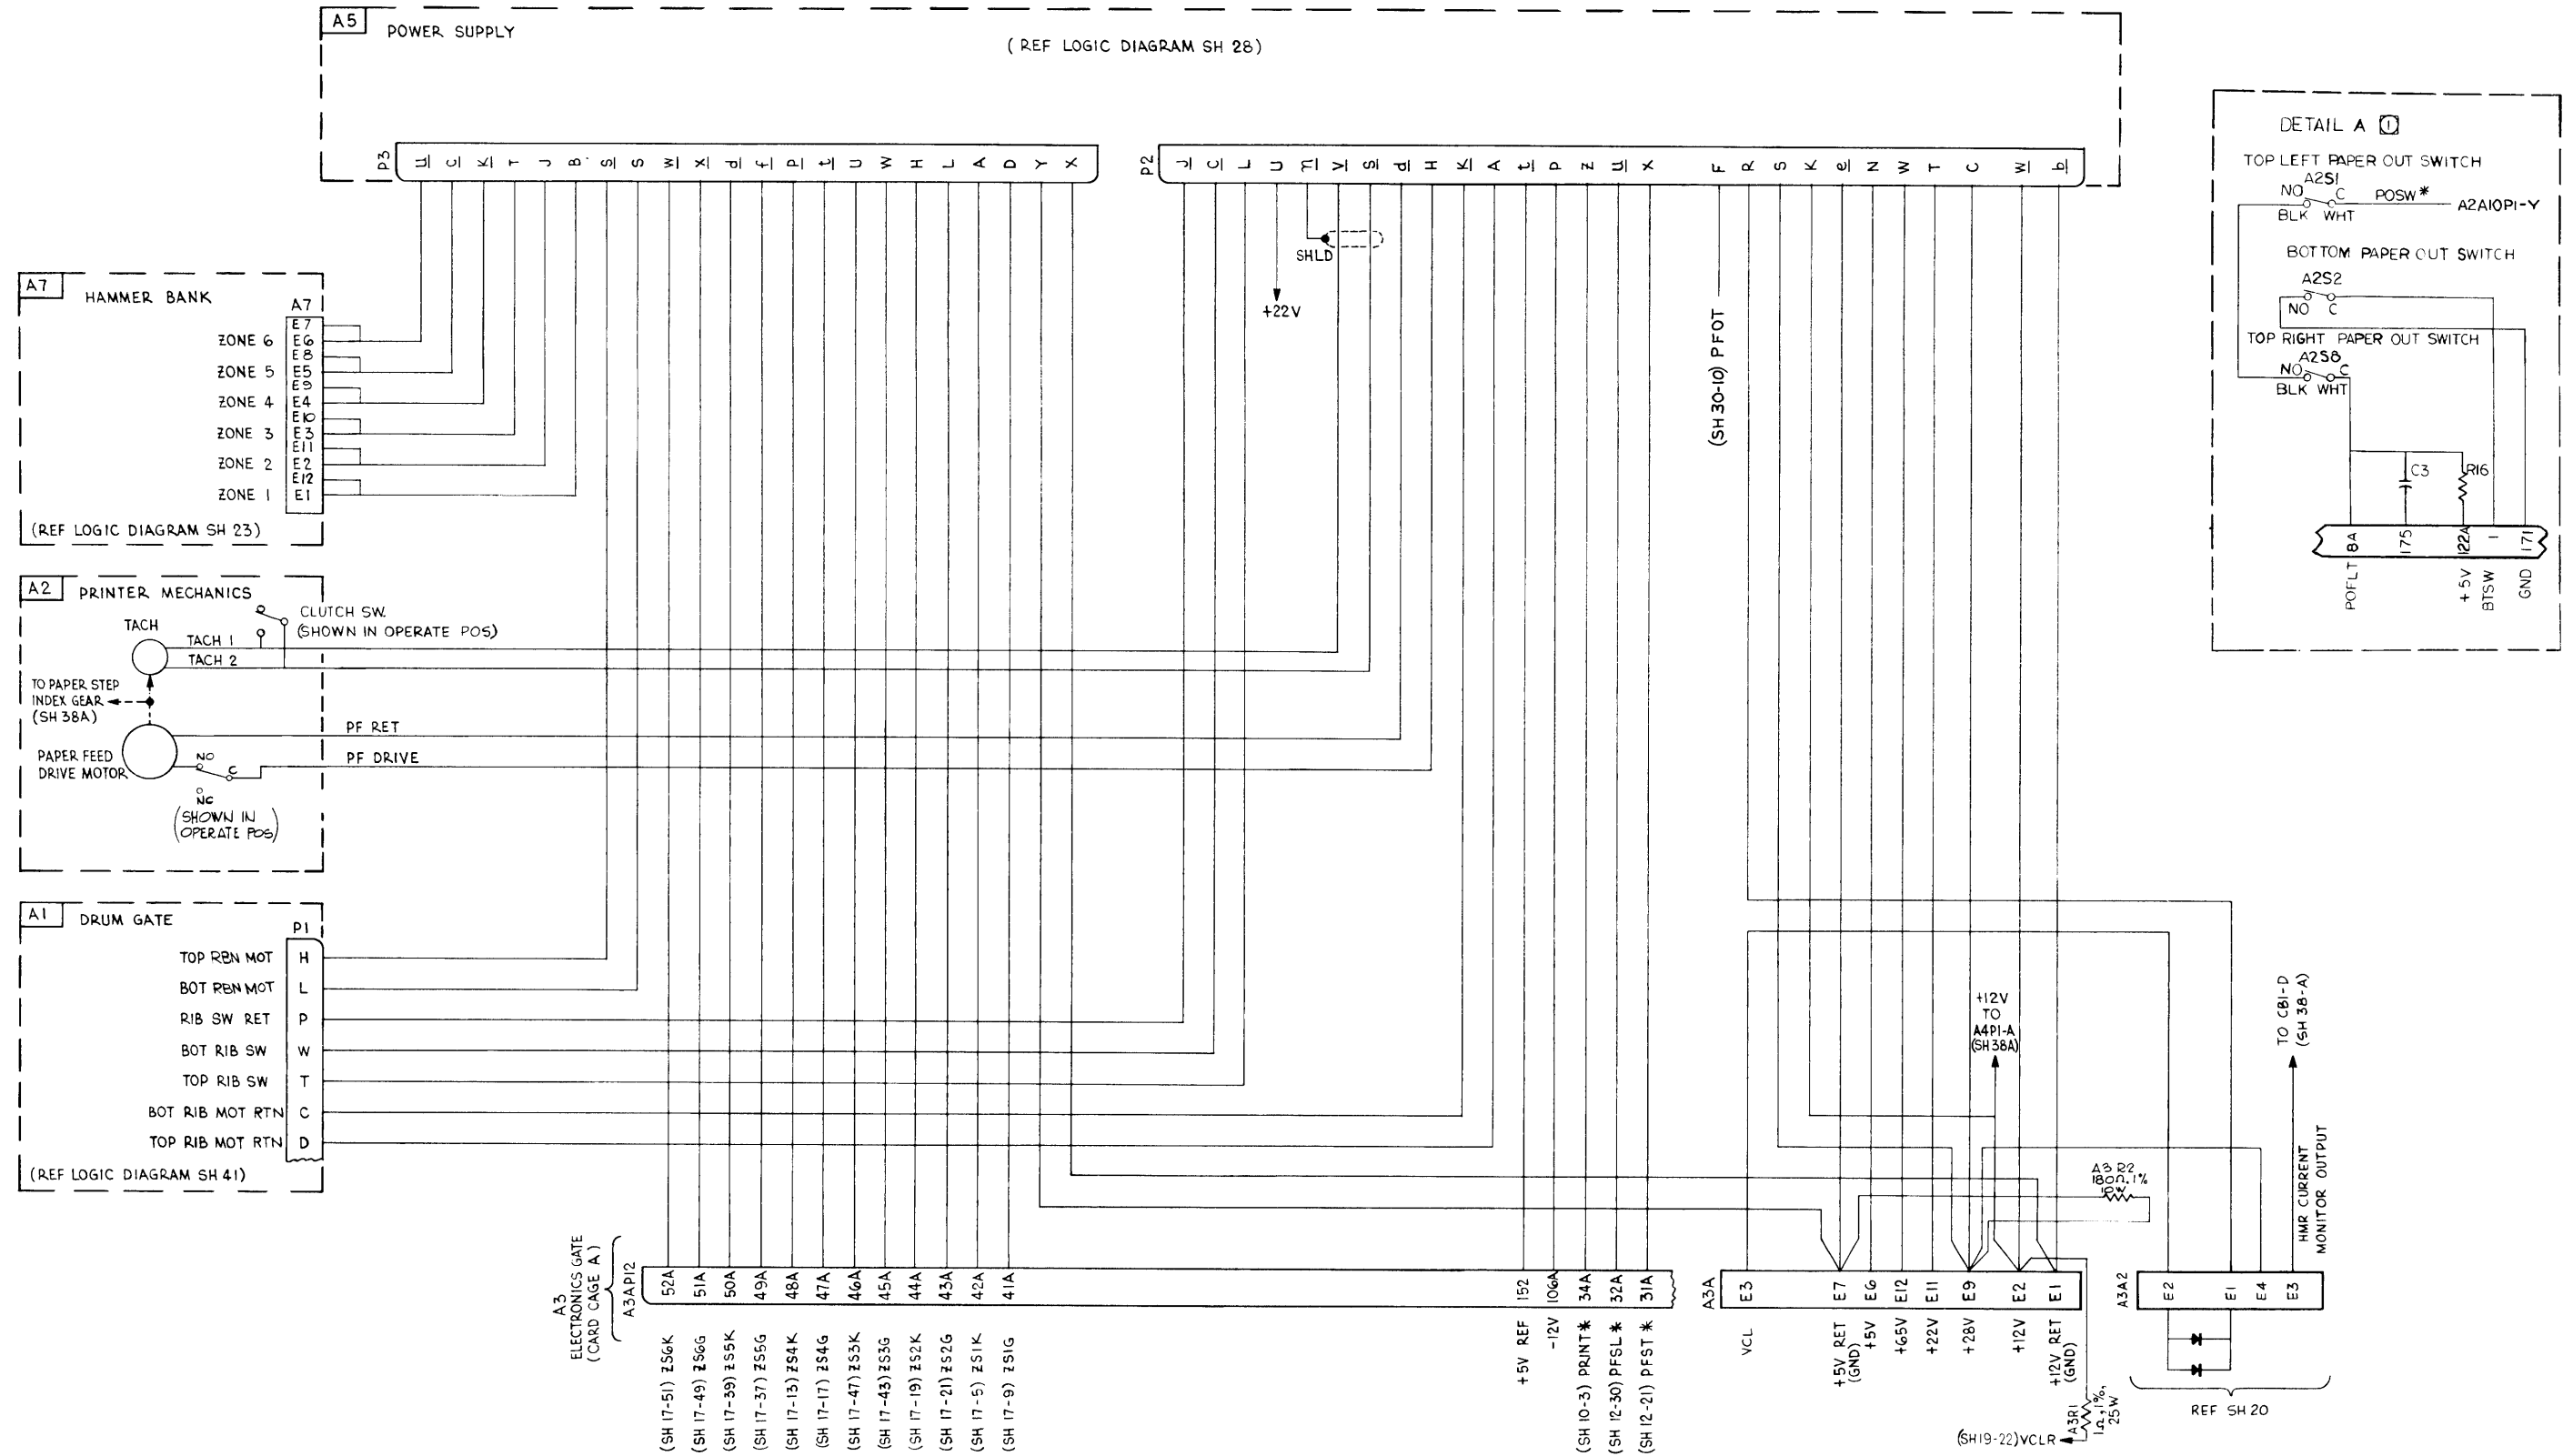 A5
POWER SUPPLY
( REF LOGIC DIAGRAM SH 28)
P3
u c K T J B S S w x d f p t U W H L A D Y X
P2
J C L U n V S d H K A t P z u X F R S K e N W T C W b
SHLD
+22V
(SH 30-10) PFOT
DETAIL A 1
TOP LEFT PAPER OUT SWITCH
A2S1
NO C POSW* A2A10P1-Y
BLK WHT
BOTTOM PAPER OUT SWITCH
A2S2
NO C
TOP RIGHT PAPER OUT SWITCH
A2S8
NO C
BLK WHT
C3 R16
8A 175 122A 1 171
POFLT
+5V
BTSW
GND
A7
HAMMER BANK
A7
E7
ZONE 6 E6
E8
ZONE 5 E5
E9
ZONE 4 E4
E10
ZONE 3 E3
E11
ZONE 2 E2
E12
ZONE 1 E1
(REF LOGIC DIAGRAM SH 23)
A2
PRINTER MECHANICS
CLUTCH SW.
(SHOWN IN OPERATE POS)
TACH
TACH 1
TACH 2
TO PAPER STEP
INDEX GEAR
(SH 38A)
PF RET
PAPER FEED
DRIVE MOTOR
NO
C
PF DRIVE
NC
(SHOWN IN
OPERATE POS)
A1
DRUM GATE
P1
TOP RBN MOT H
BOT RBN MOT L
RIB SW RET P
BOT RIB SW W
TOP RIB SW T
BOT RIB MOT RTN C
TOP RIB MOT RTN D
(REF LOGIC DIAGRAM SH 41)
+12V
TO
A4P1-A
(SH38A)
TO CB1-D
(SH 38-A)
HMR CURRENT
MONITOR OUTPUT
A3 R2
180Ω,1%
10W
A3
ELECTRONICS GATE
(CARD CAGE A)
A3AP12
52A 51A 50A 49A 48A 47A 46A 45A 44A 43A 42A 41A
152 106A 34A 32A 31A
(SH 17-51) ZS6K
(SH 17-49) ZS6G
(SH 17-39) ZS5K
(SH 17-37) ZS5G
(SH 17-13) ZS4K
(SH 17-17) ZS4G
(SH 17-47) ZS3K
(SH 17-43) ZS3G
(SH 17-19) ZS2K
(SH 17-21) ZS2G
(SH 17-5) ZS1K
(SH 17-9) ZS1G
+5V REF
-12V
(SH 10-3) PRINT*
(SH 12-30) PFSL*
(SH 12-21) PFST*
A3A
E3 E7 E6 E12 E11 E9 E2 E1
VCL
+5V RET
(GND)
+5V
+65V
+22V
+28V
+12V
+12V RET
(GND)
A3R1
1Ω,1%,
25W
(SH19-22)VCLR
A3A2
E2 E1 E4 E3
REF SH 20